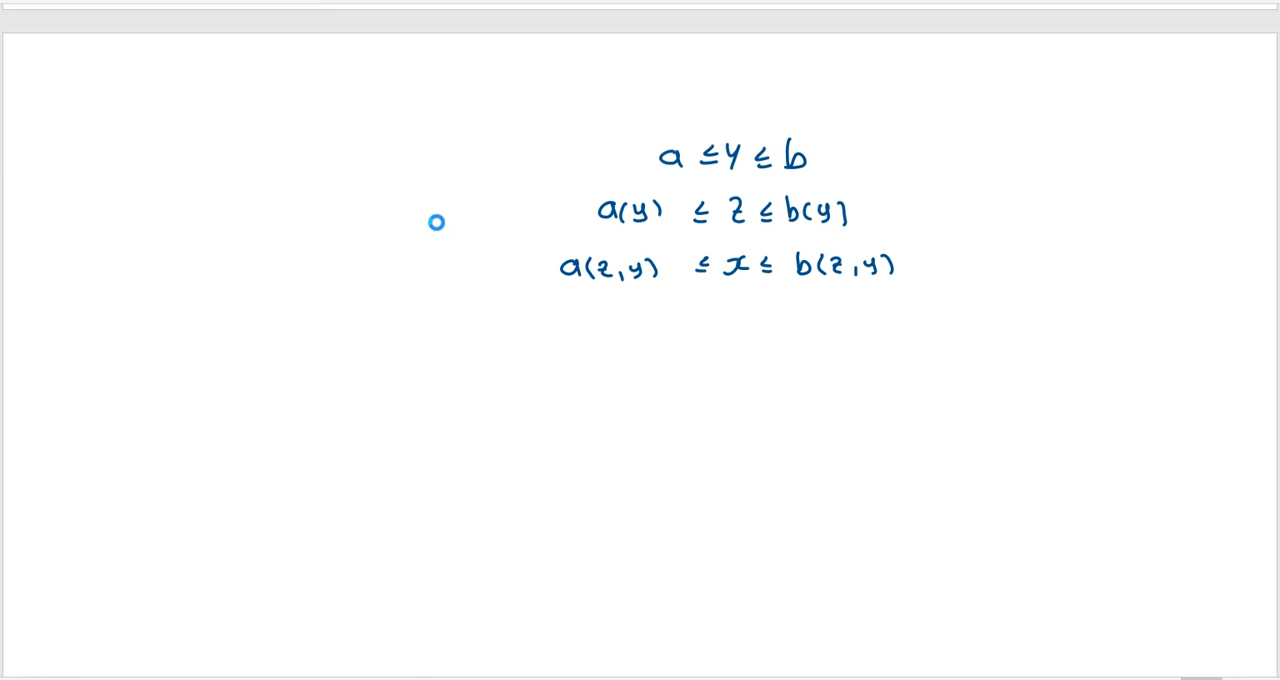 a ≤ y ≤ b
a(y) ≤ z ≤ b(y)
a(z,y) ≤ x ≤ b(z,y)